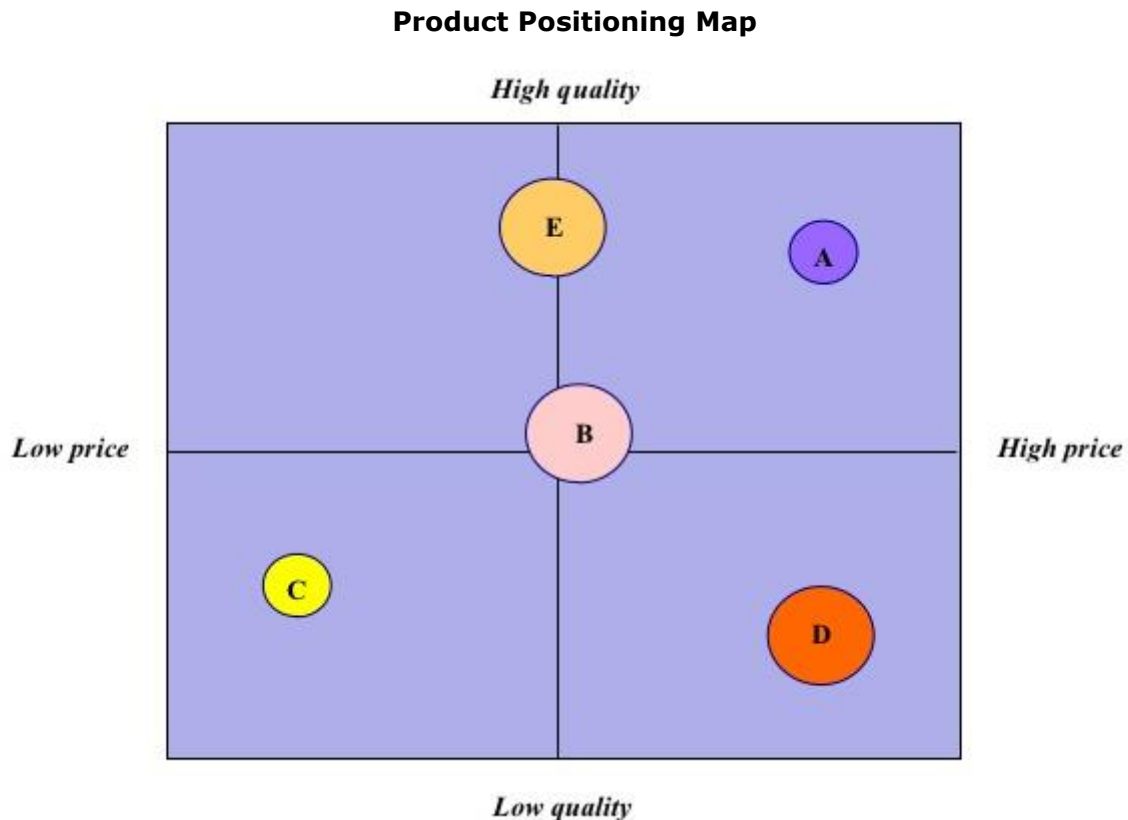 Product Positioning Map
High quality
E
A
B
Low price
High price
C
D
Low quality